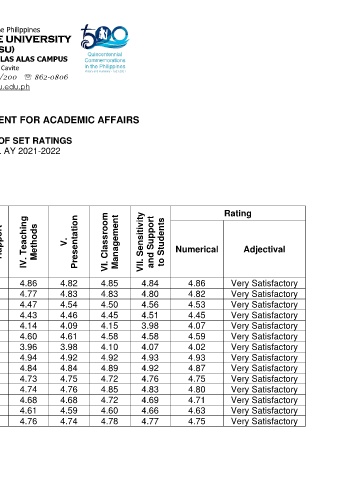 e Philippines
E UNIVERSITY
SU)
LAS ALAS CAMPUS
Cavite
/200 ☏ 862-0806
u.edu.ph
500
Quincentennial
Commemorations
in the Philippines
ENT FOR ACADEMIC AFFAIRS
OF SET RATINGS
AY 2021-2022
Rapport
IV. Teaching Methods
V. Presentation
VI. Classroom Management
VII. Sensitivity and Support to Students
Rating
Numerical Adjectival
4.86 4.82 4.85 4.84 4.86 Very Satisfactory
4.77 4.83 4.83 4.80 4.82 Very Satisfactory
4.47 4.54 4.50 4.56 4.53 Very Satisfactory
4.43 4.46 4.45 4.51 4.45 Very Satisfactory
4.14 4.09 4.15 3.98 4.07 Very Satisfactory
4.60 4.61 4.58 4.58 4.59 Very Satisfactory
3.96 3.98 4.10 4.07 4.02 Very Satisfactory
4.94 4.92 4.92 4.93 4.93 Very Satisfactory
4.84 4.84 4.89 4.92 4.87 Very Satisfactory
4.73 4.75 4.72 4.76 4.75 Very Satisfactory
4.74 4.76 4.85 4.83 4.80 Very Satisfactory
4.68 4.68 4.72 4.69 4.71 Very Satisfactory
4.61 4.59 4.60 4.66 4.63 Very Satisfactory
4.76 4.74 4.78 4.77 4.75 Very Satisfactory